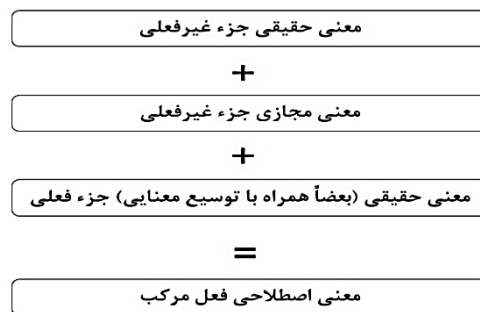 معنی حقیقی جزء غیرفعلی
+
معنی مجازی جزء غیرفعلی
+
معنی حقیقی (بعضاً همراه با توسیع معنایی) جزء فعلی
=
معنی اصطلاحی فعل مرکب